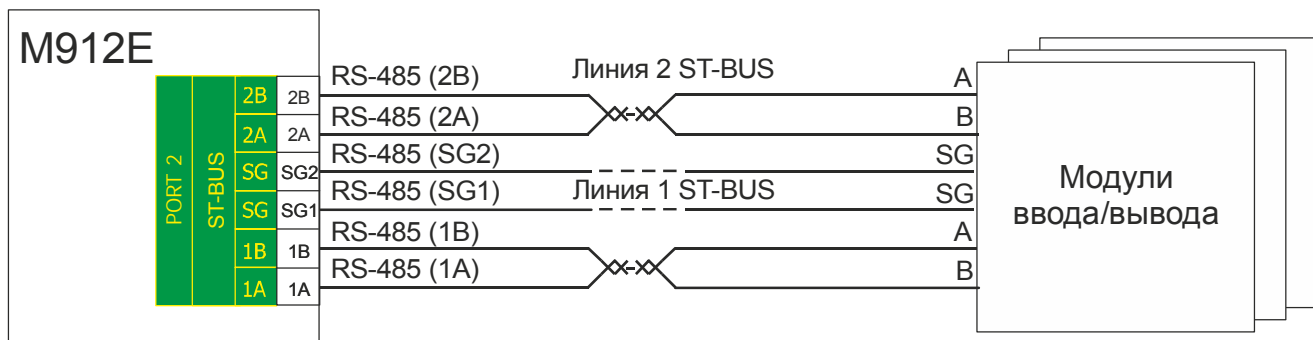 M912E
PORT 2
ST-BUS
2B 2B RS-485 (2B) Линия 2 ST-BUS A
2A 2A RS-485 (2A) B
SG SG2 RS-485 (SG2) SG
SG SG1 RS-485 (SG1) Линия 1 ST-BUS SG
1B 1B RS-485 (1B) A
1A 1A RS-485 (1A) B
Модули
ввода/вывода